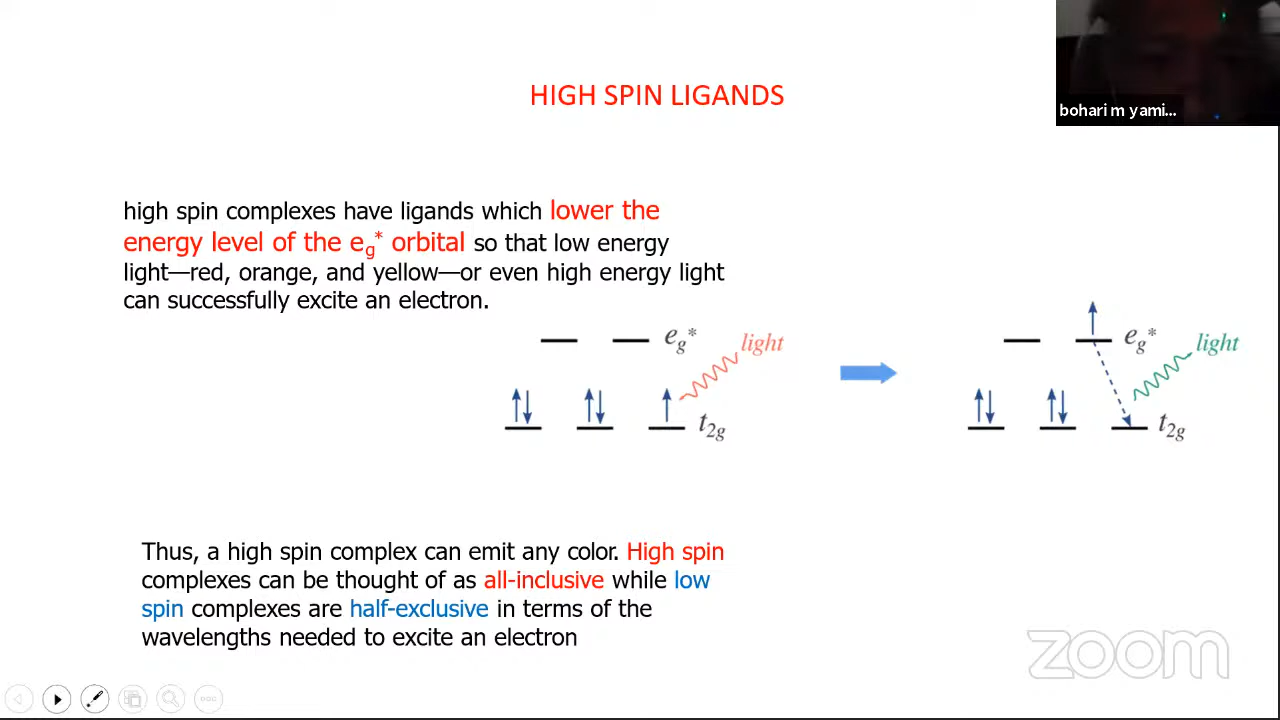 HIGH SPIN LIGANDS
bohari m yami...
high spin complexes have ligands which lower the
energy level of the eg* orbital so that low energy
light—red, orange, and yellow—or even high energy light
can successfully excite an electron.
eg* light
t2g
eg* light
t2g
Thus, a high spin complex can emit any color. High spin
complexes can be thought of as all-inclusive while low
spin complexes are half-exclusive in terms of the
wavelengths needed to excite an electron
zoom